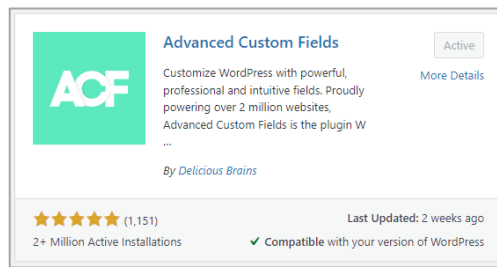 Advanced Custom Fields
Active
ACF
Customize WordPress with powerful,
More Details
professional and intuitive fields. Proudly
powering over 2 million websites,
Advanced Custom Fields is the plugin W
...
By Delicious Brains
(1,151)
Last Updated: 2 weeks ago
2+ Million Active Installations
Compatible with your version of WordPress